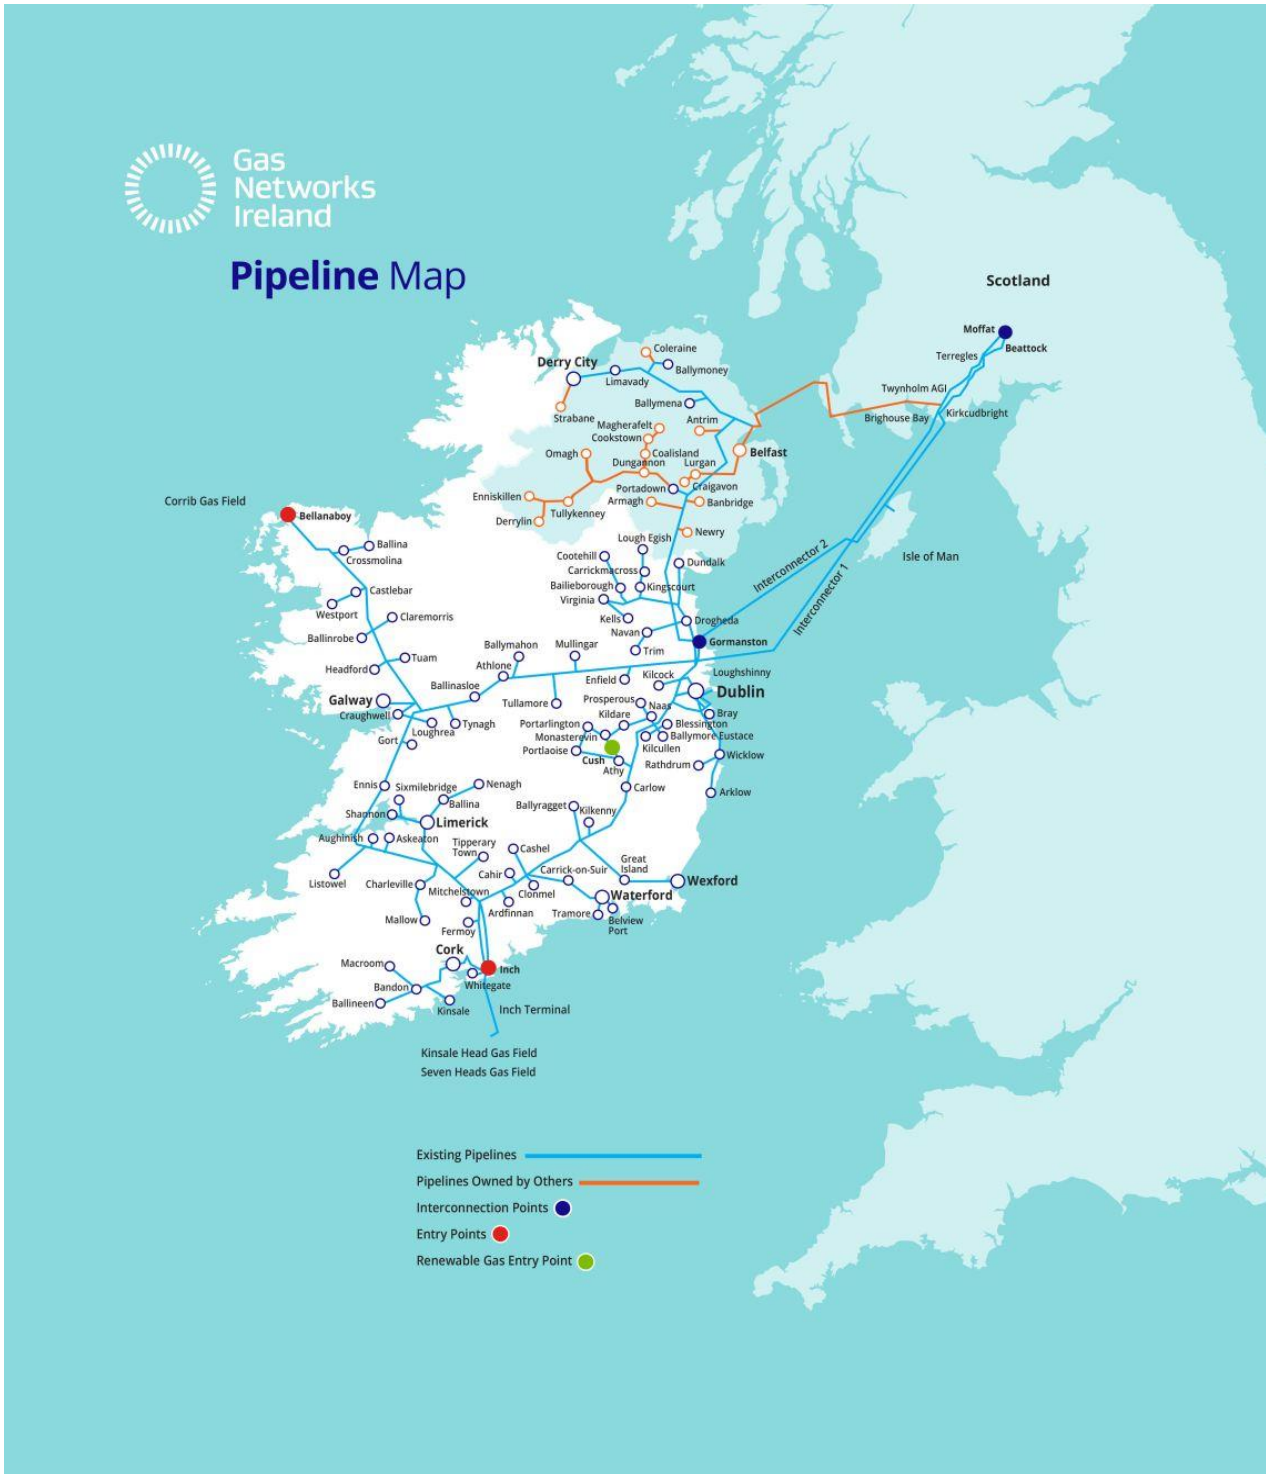 Gas
Networks
Ireland
Pipeline Map
Scotland
Moffat
Beattock
Terregles
Twynholm AGI
Brighouse Bay
Kirkcudbright
Coleraine
Derry City
Ballymoney
Limavady
Ballymena
Strabane
Antrim
Magherafelt
Cookstown
Omagh
Coalisland
Belfast
Dungannon
Lurgan
Portadown
Craigavon
Enniskillen
Armagh
Banbridge
Tullykenney
Derrylin
Newry
Corrib Gas Field
Bellanaboy
Lough Egish
Ballina
Crossmolina
Cootehill
Dundalk
Carrickmacross
Interconnector 2
Isle of Man
Bailieborough
Kingscourt
Castlebar
Virginia
Interconnector 1
Westport
Claremorris
Kells
Drogheda
Navan
Ballinrobe
Gormanston
Ballymahon
Mullingar
Trim
Tuam
Athlone
Headford
Enfield
Kilcock
Loughshinny
Ballinasloe
Dublin
Galway
Tullamore
Prosperous
Naas
Craughwell
Kildare
Bray
Loughrea
Tynagh
Portarlington
Blessington
Monasterevin
Ballymore Eustace
Gort
Portlaoise
Kilcullen
Cush
Wicklow
Athy
Rathdrum
Ennis
Sixmilebridge
Nenagh
Carlow
Arklow
Ballina
Ballyragget
Kilkenny
Shannon
Limerick
Aughinish
Askeaton
Tipperary
Town
Cashel
Great
Island
Cahir
Carrick-on-Suir
Listowel
Charleville
Mitchelstown
Clonmel
Wexford
Waterford
Ardfinnan
Tramore
Belview
Port
Mallow
Fermoy
Cork
Macroom
Inch
Whitegate
Bandon
Ballineen
Kinsale
Inch Terminal
Kinsale Head Gas Field
Seven Heads Gas Field
Existing Pipelines
Pipelines Owned by Others
Interconnection Points
Entry Points
Renewable Gas Entry Point